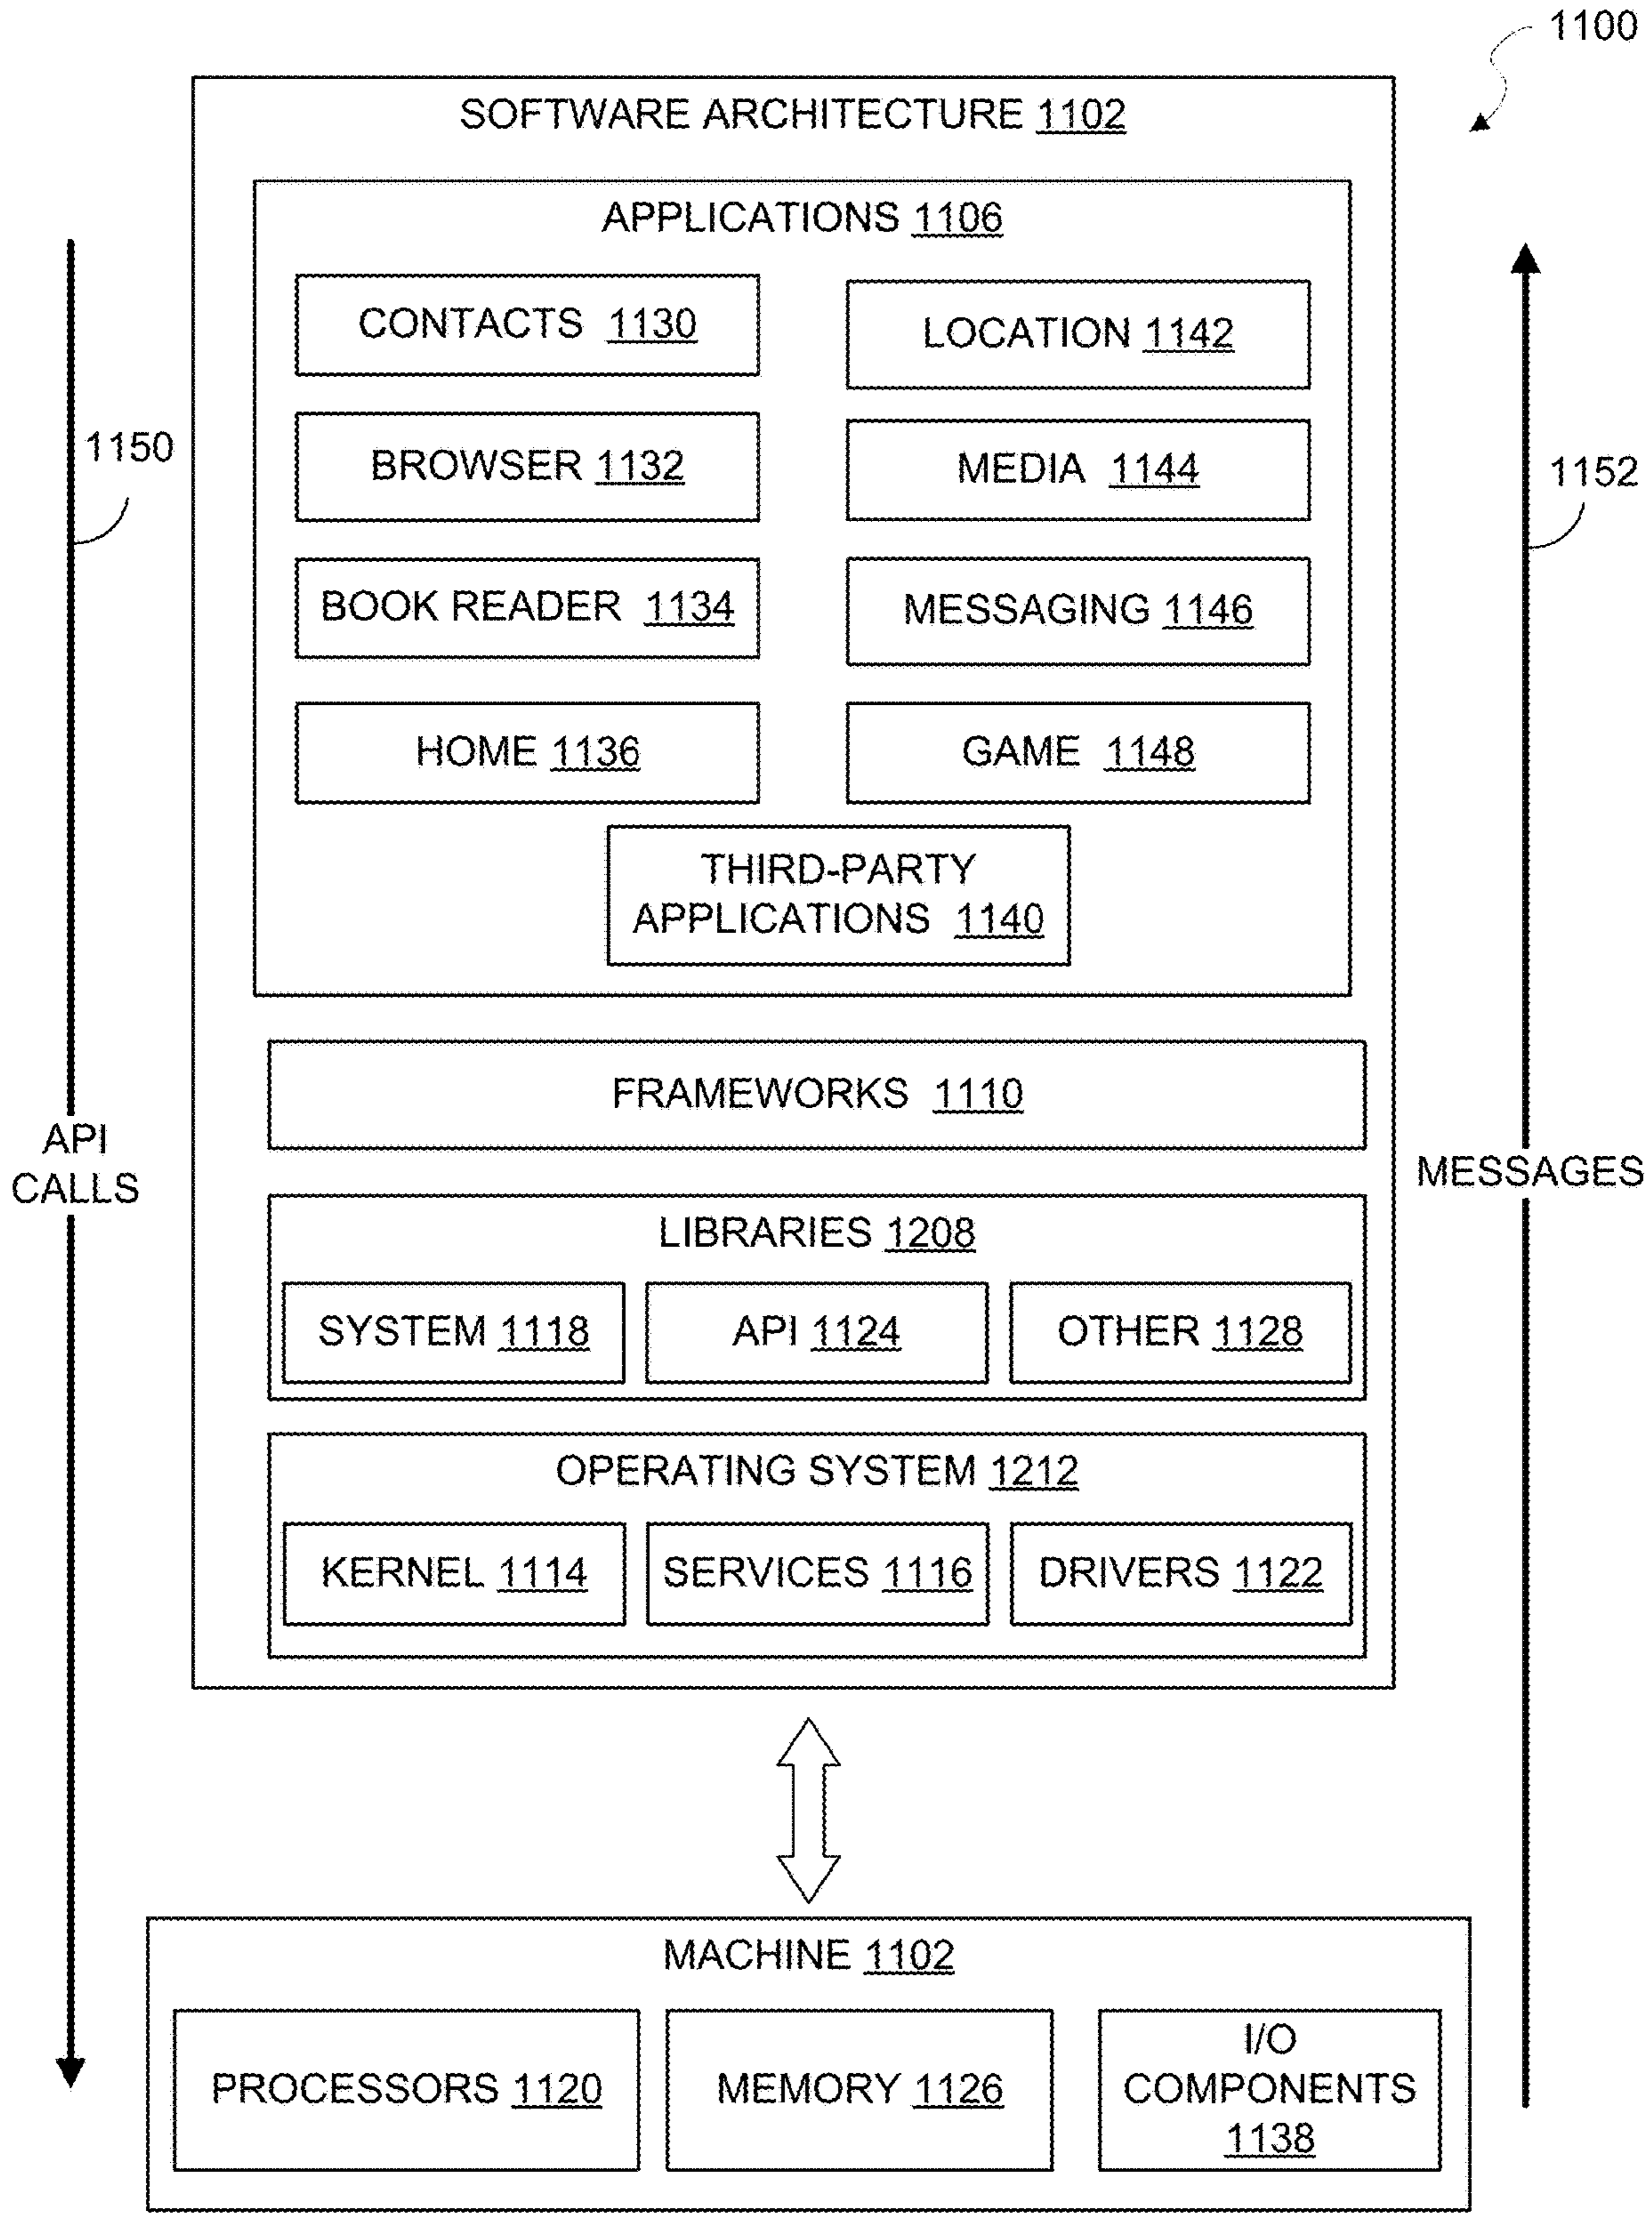 1100
SOFTWARE ARCHITECTURE 1102
APPLICATIONS 1106
CONTACTS 1130
LOCATION 1142
1150
BROWSER 1132
MEDIA 1144
1152
BOOK READER 1134
MESSAGING 1146
HOME 1136
GAME 1148
THIRD-PARTY
APPLICATIONS 1140
FRAMEWORKS 1110
API
CALLS
MESSAGES
LIBRARIES 1208
SYSTEM 1118
API 1124
OTHER 1128
OPERATING SYSTEM 1212
KERNEL 1114
SERVICES 1116
DRIVERS 1122
MACHINE 1102
PROCESSORS 1120
MEMORY 1126
I/O
COMPONENTS
1138